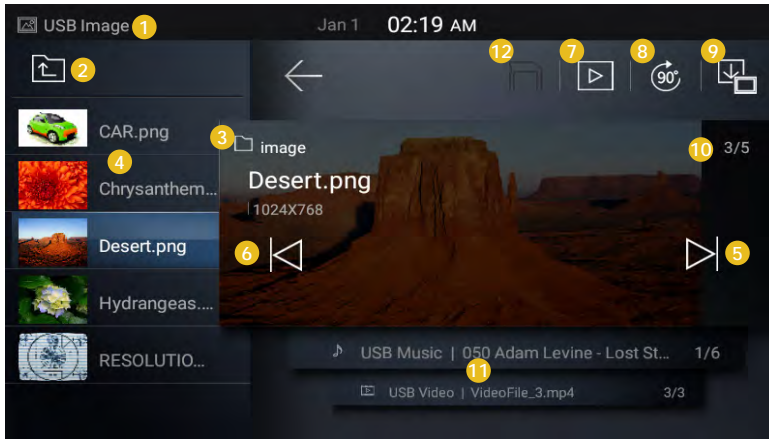 USB Image 1
Jan 1 02:19 AM
2
12 7 8 9
90°
CAR.png
4
Chrysanthem...
Desert.png
Hydrangeas....
RESOLUTIO...
3 image
10 3/5
Desert.png
1024X768
6 5
USB Music | 050 Adam Levine - Lost St... 1/6
11
USB Video | VideoFile_3.mp4 3/3